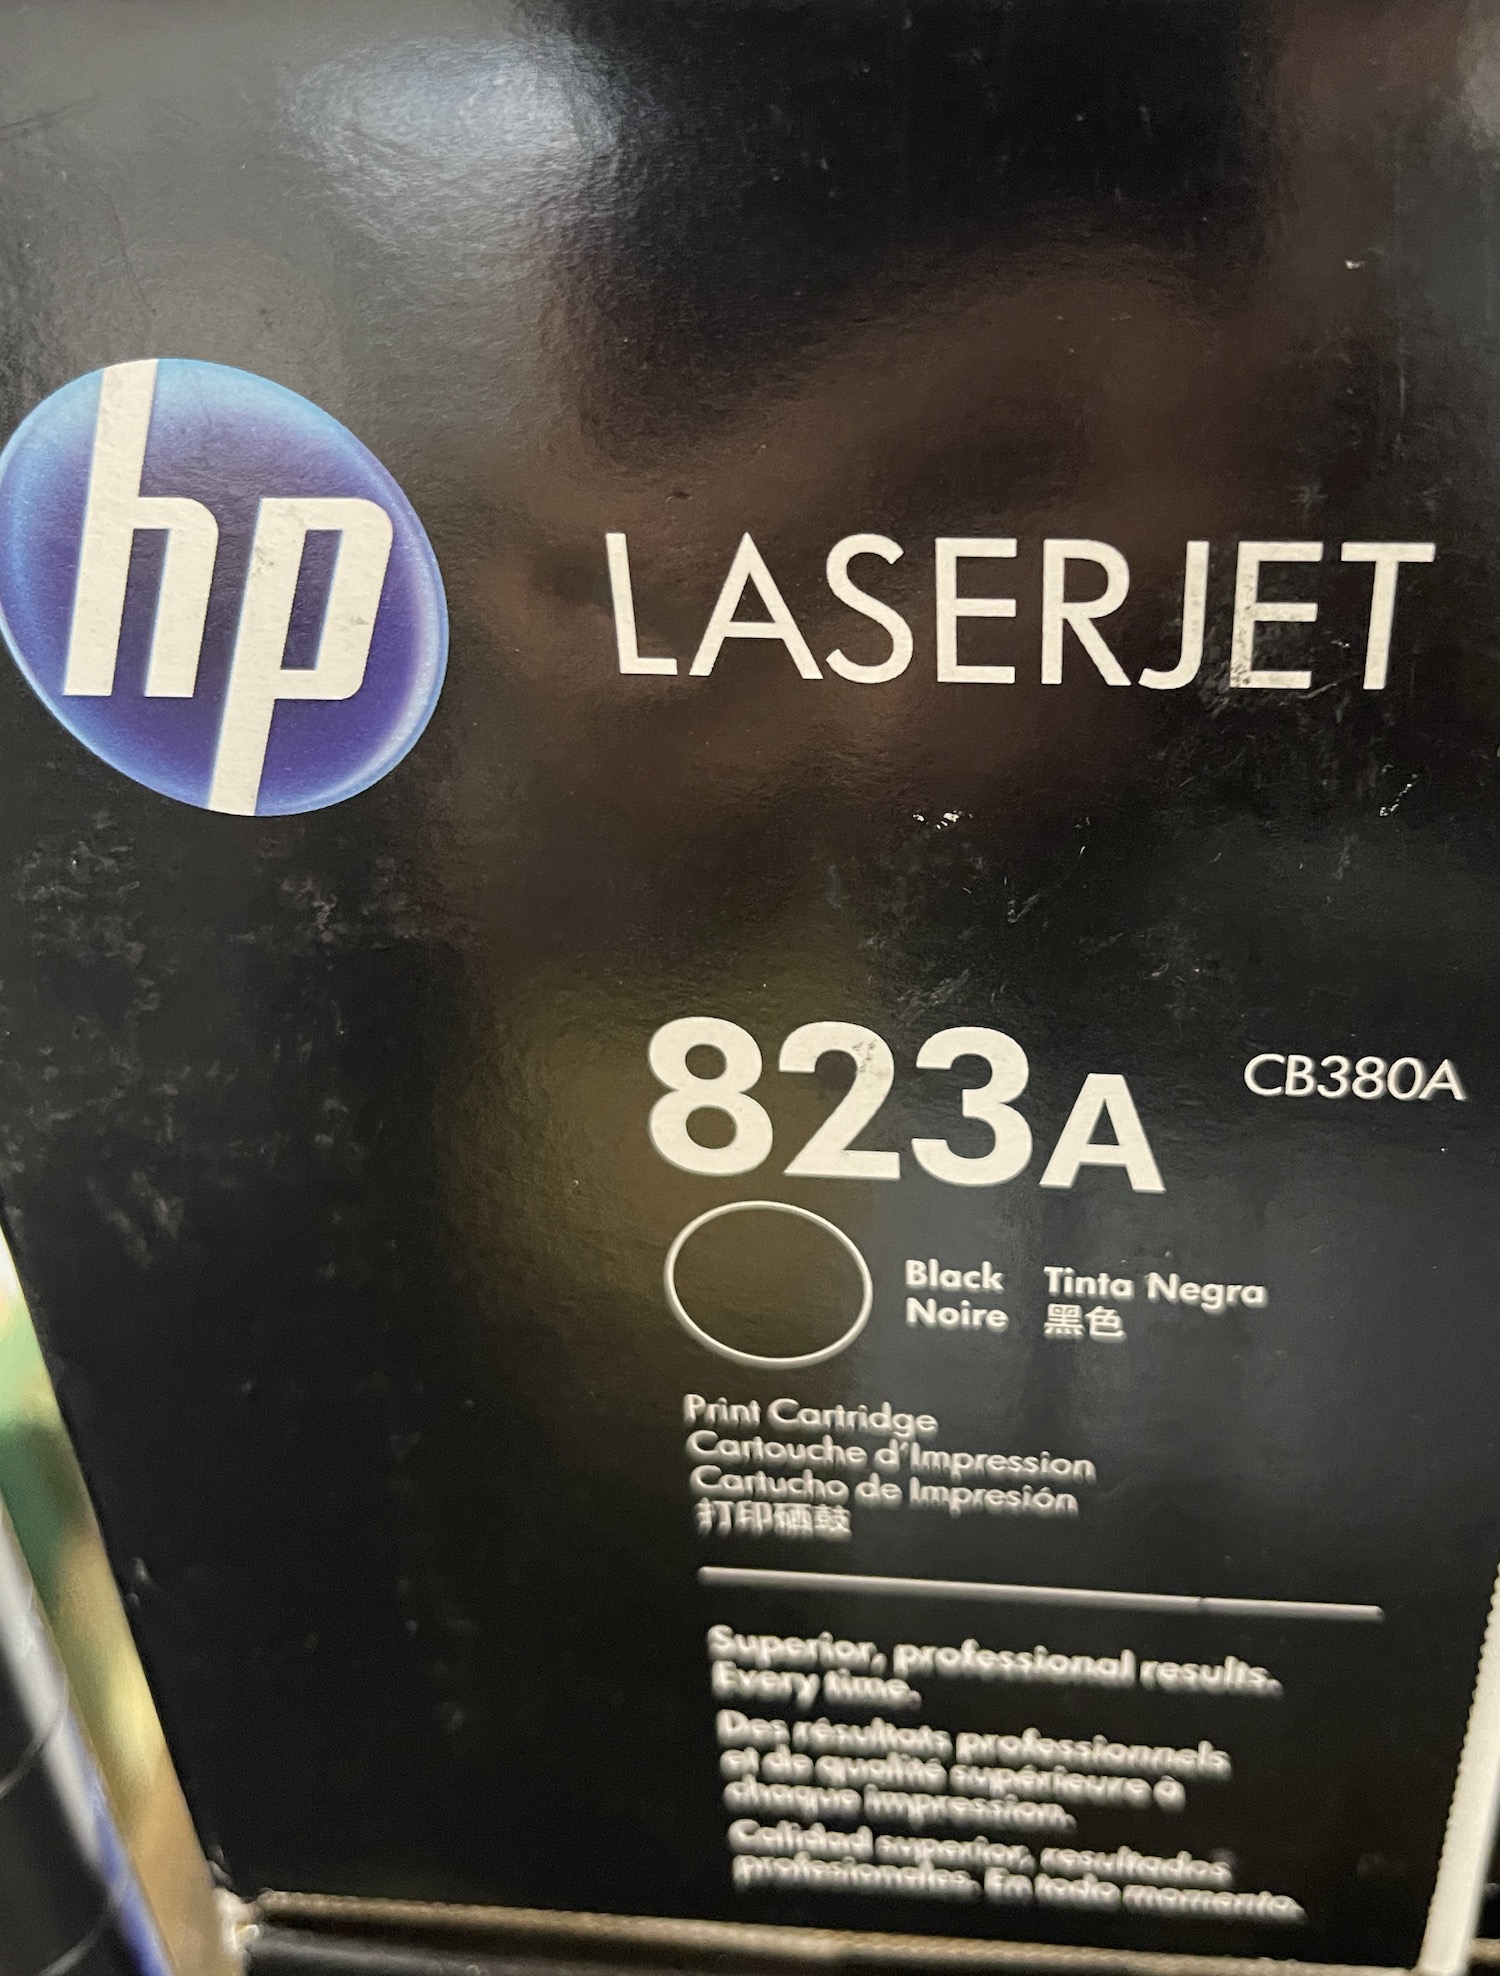 hp
LASERJET
823A CB380A
Black Tinta Negra
Noire 黑色
Print Cartridge
Cartouche d'Impression
Cartucho de Impresión
打印硒鼓
Superior, professional results.
Every time.
Des résultats professionnels
et de qualité supérieure à
chaque impression.
Calidad superior, resultados
profesionales. En todo momento.